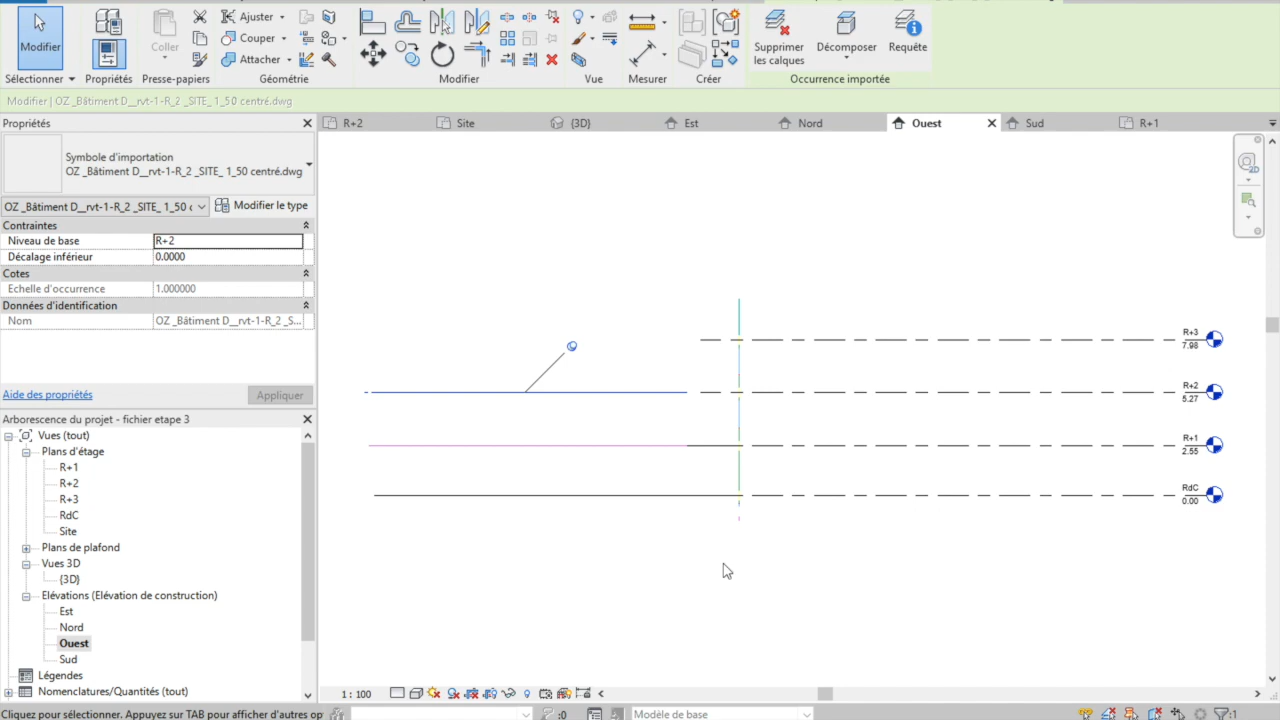 Modifier
Ajuster
Couper
Coller
Attacher
Supprimer
les calques
Décomposer
Requête
Sélectionner
Propriétés
Presse-papiers
Géométrie
Modifier
Vue
Mesurer
Créer
Occurrence importée
Modifier | OZ _Bâtiment D__rvt-1-R_2 _SITE_ 1_50 centré.dwg
Propriétés
R+2
Site
{3D}
Est
Nord
Ouest
Sud
R+1
2D
Symbole d'importation
OZ _Bâtiment D__rvt-1-R_2 _SITE_ 1_50 centré.dwg
OZ _Bâtiment D__rvt-1-R_2 _SITE_ 1_50 c
Modifier le type
Contraintes
Niveau de base R+2
Décalage inférieur 0.0000
Cotes
Echelle d'occurrence 1.000000
Données d'identification
Nom OZ _Bâtiment D__rvt-1-R_2 _S...
Aide des propriétés
Appliquer
R+3
7.98
R+2
5.27
R+1
2.55
RdC
0.00
Arborescence du projet - fichier etape 3
Vues (tout)
Plans d'étage
R+1
R+2
R+3
RdC
Site
Plans de plafond
Vues 3D
{3D}
Elévations (Elévation de construction)
Est
Nord
Ouest
Sud
Légendes
Nomenclatures/Quantités (tout)
1 : 100
Cliquez pour sélectionner. Appuyez sur TAB pour afficher d'autres op
:0
Modèle de base
:1